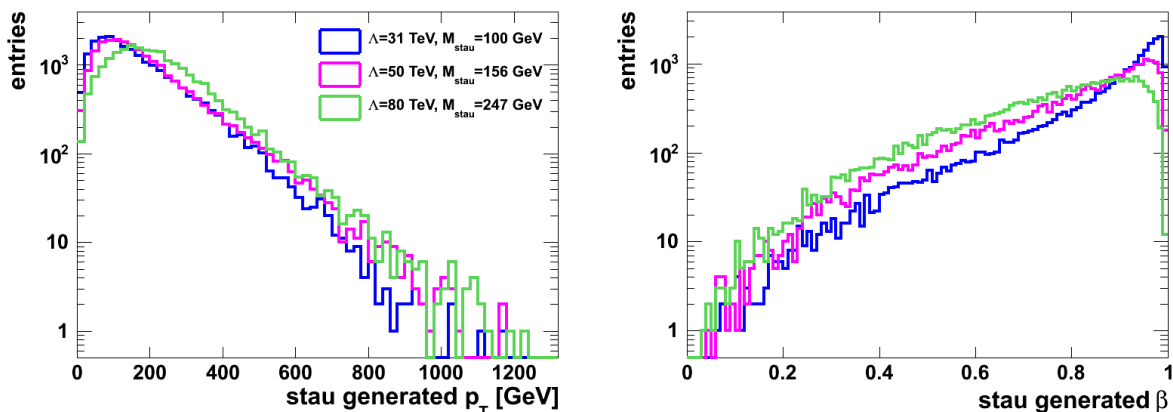 entries
10³
10²
10
1
Λ=31 TeV, M_stau=100 GeV
Λ=50 TeV, M_stau=156 GeV
Λ=80 TeV, M_stau=247 GeV
0 200 400 600 800 1000 1200
stau generated p_T [GeV]
entries
10³
10²
10
1
0 0.2 0.4 0.6 0.8 1
stau generated β